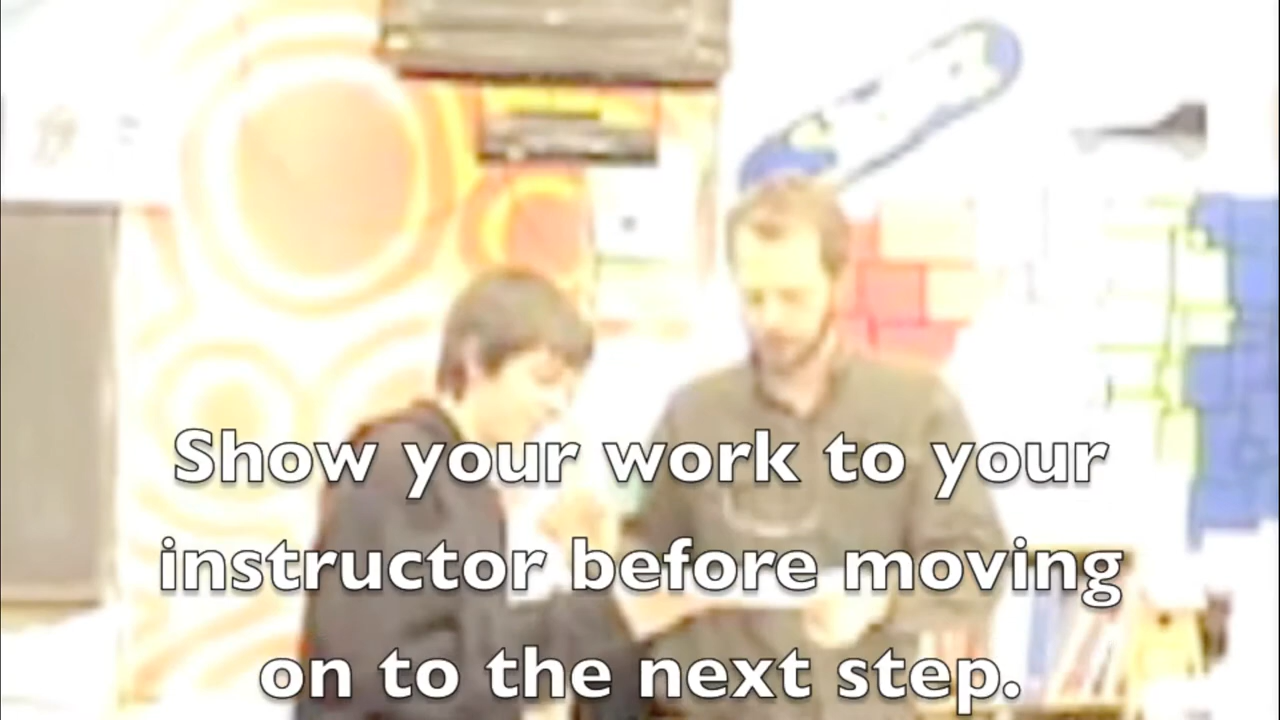 Show your work to your
instructor before moving
on to the next step.